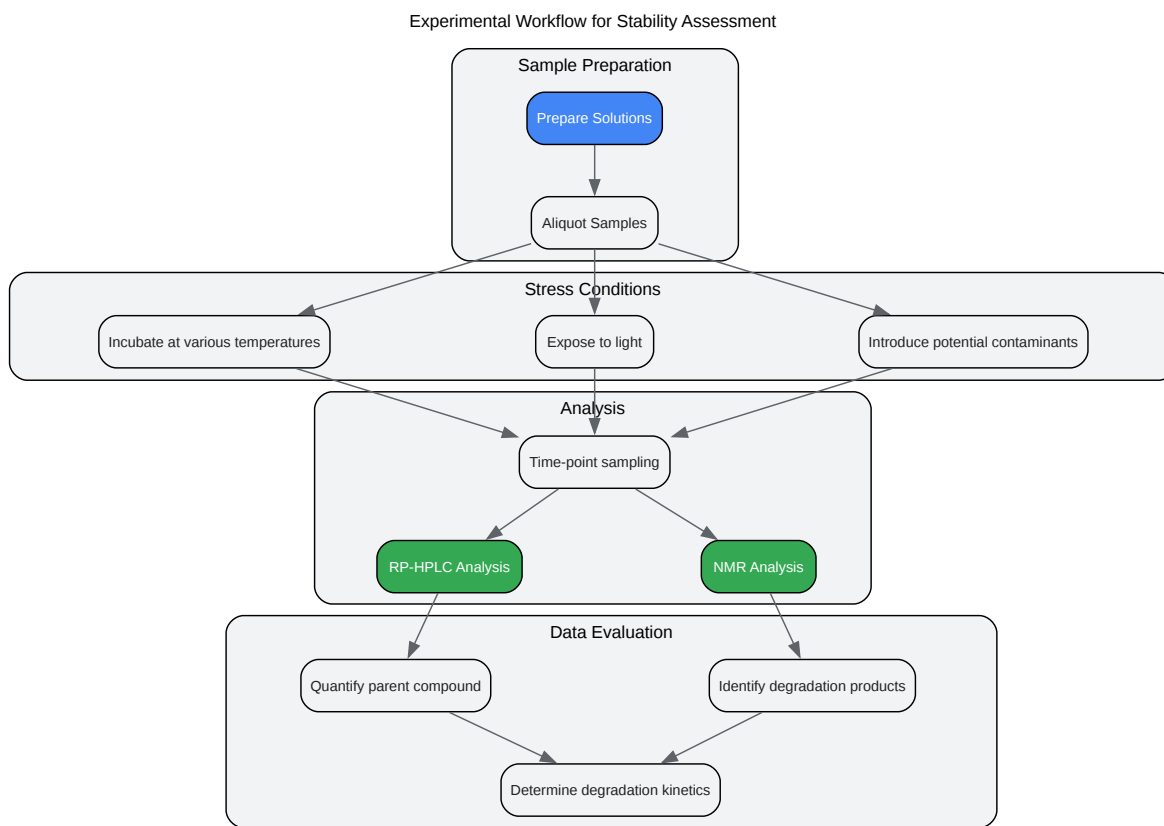 Experimental Workflow for Stability Assessment
Sample Preparation
Prepare Solutions
Aliquot Samples
Stress Conditions
Incubate at various temperatures
Expose to light
Introduce potential contaminants
Analysis
Time-point sampling
RP-HPLC Analysis
NMR Analysis
Data Evaluation
Quantify parent compound
Identify degradation products
Determine degradation kinetics